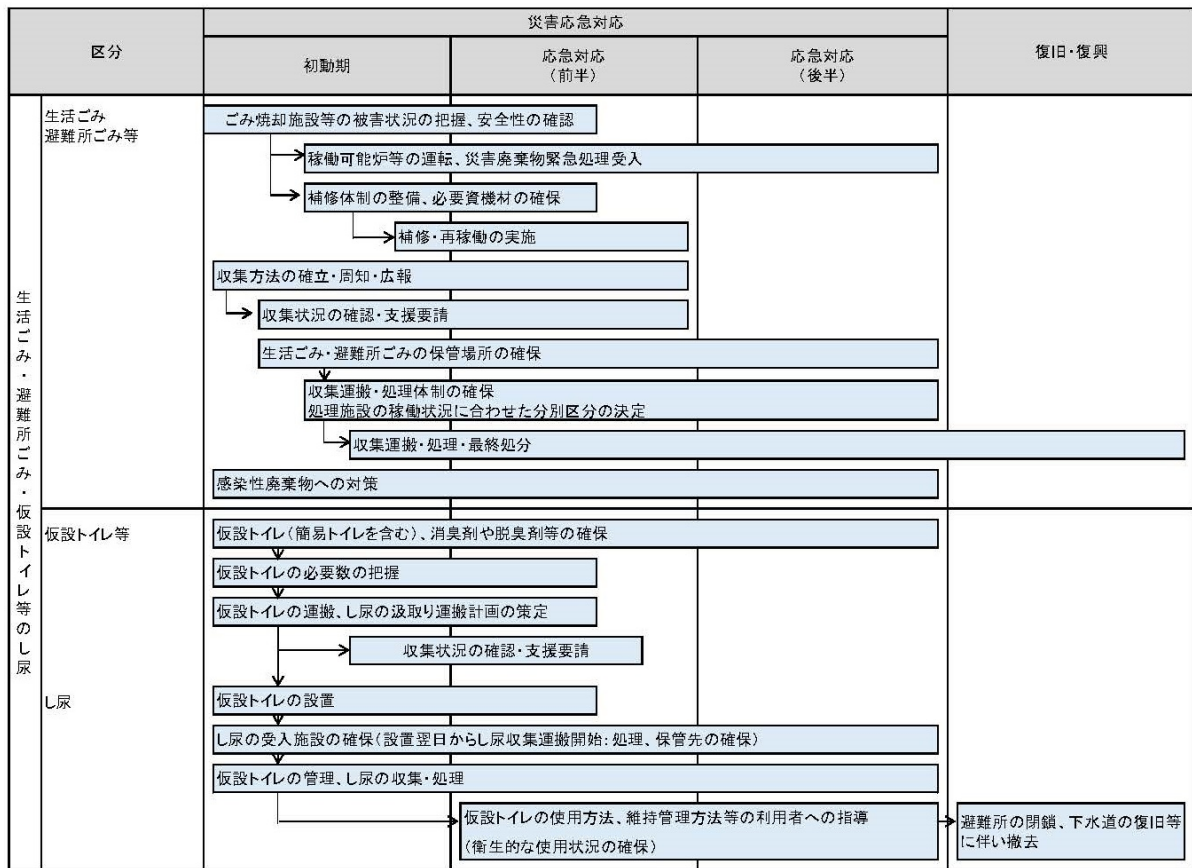 区分
災害応急対応
初動期
応急対応
(前半)
応急対応
(後半)
復旧・復興
生活ごみ・避難所ごみ・仮設トイレ等のし尿
生活ごみ
避難所ごみ等
ごみ焼却施設等の被害状況の把握、安全性の確認
稼働可能炉等の運転、災害廃棄物緊急処理受入
補修体制の整備、必要資機材の確保
補修・再稼働の実施
収集方法の確立・周知・広報
収集状況の確認・支援要請
生活ごみ・避難所ごみの保管場所の確保
収集運搬・処理体制の確保
処理施設の稼働状況に合わせた分別区分の決定
収集運搬・処理・最終処分
感染性廃棄物への対策
仮設トイレ等
仮設トイレ(簡易トイレを含む)、消臭剤や脱臭剤等の確保
仮設トイレの必要数の把握
仮設トイレの運搬、し尿の汲取り運搬計画の策定
収集状況の確認・支援要請
し尿
仮設トイレの設置
し尿の受入施設の確保(設置翌日からし尿収集運搬開始:処理、保管先の確保)
仮設トイレの管理、し尿の収集・処理
仮設トイレの使用方法、維持管理方法等の利用者への指導
(衛生的な使用状況の確保)
避難所の閉鎖、下水道の復旧等
に伴い撤去